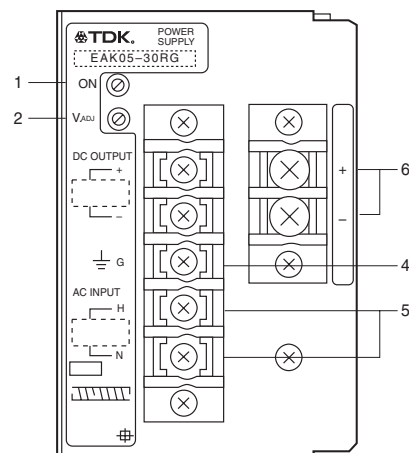 TDK.
POWER
SUPPLY
EAK05-30RG
1
ON
2
VADJ
DC OUTPUT
+
–
G
AC INPUT
H
N
+
–
6
4
5